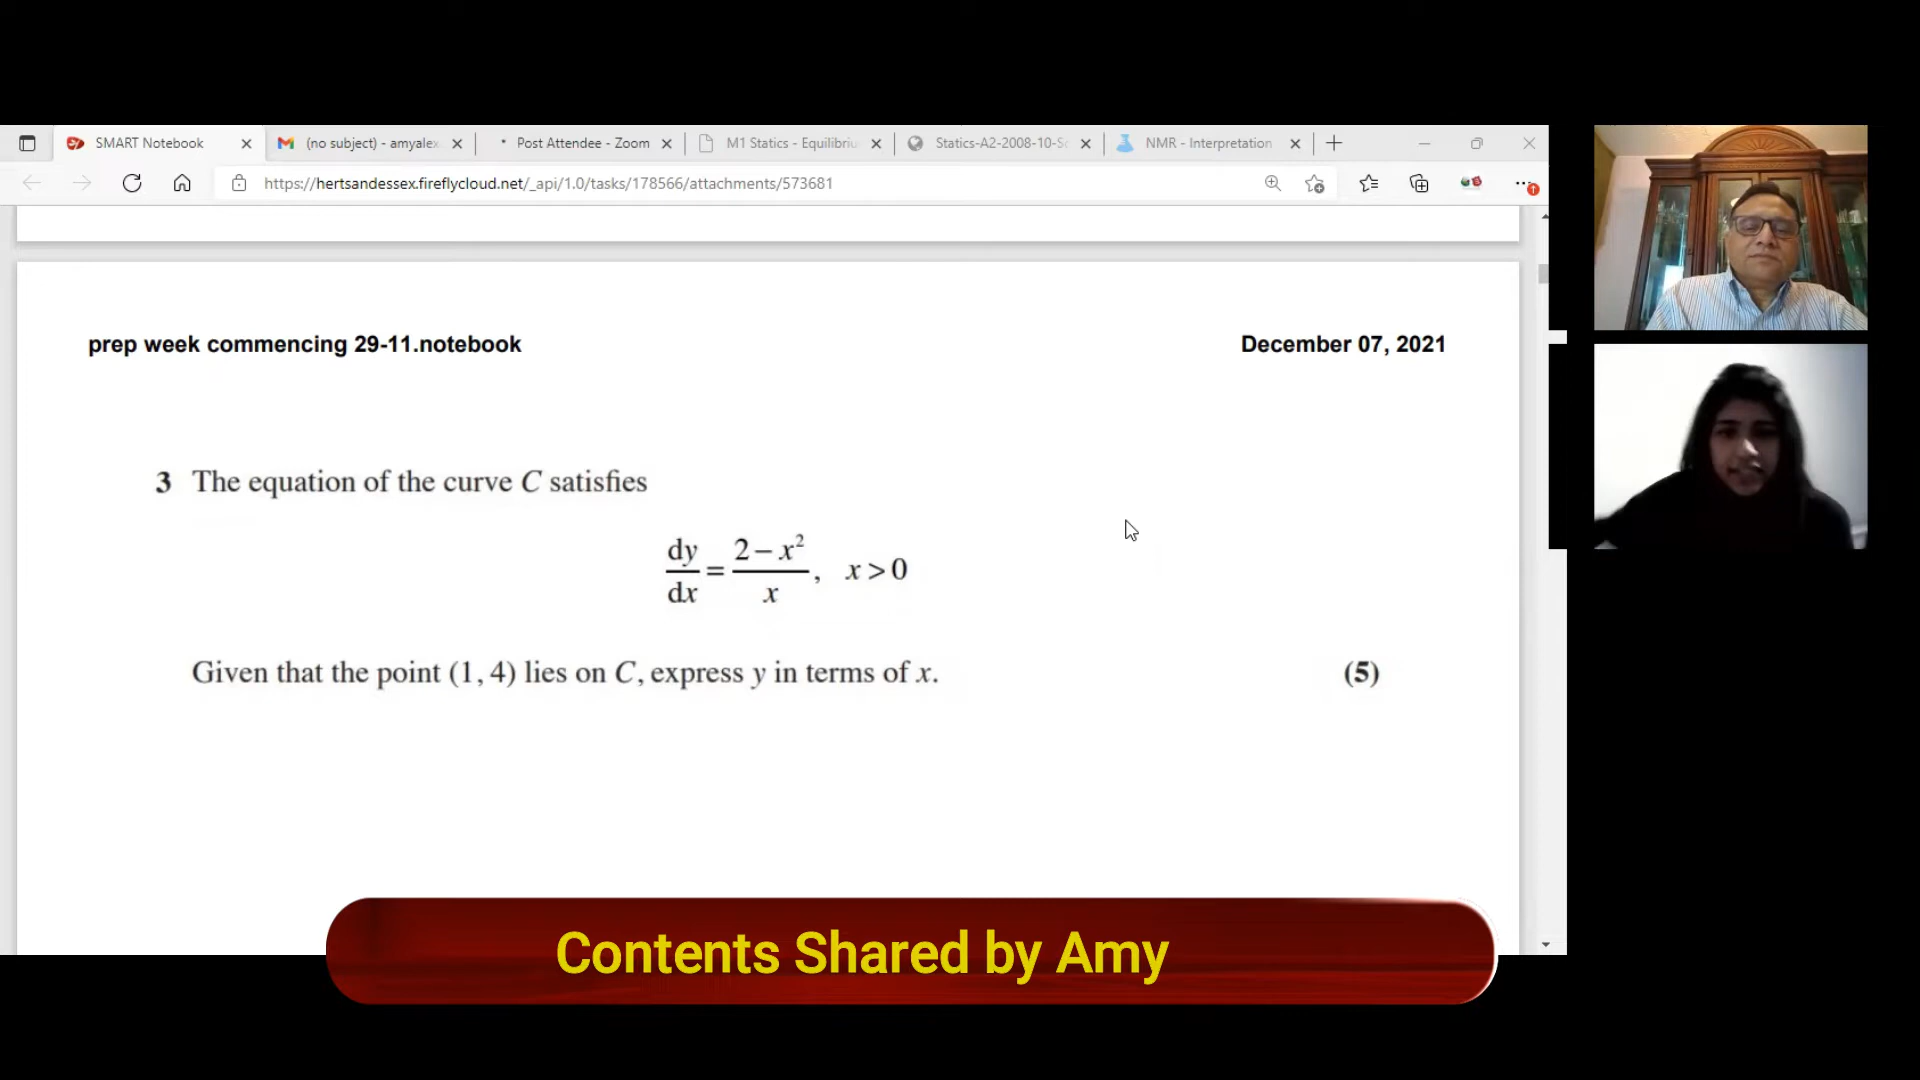 SMART Notebook
(no subject) - amyalex
Post Attendee - Zoom
M1 Statics - Equilibriu
Statics-A2-2008-10-So
NMR - Interpretation
https://hertsandessex.fireflycloud.net/_api/1.0/tasks/178566/attachments/573681
prep week commencing 29-11.notebook
December 07, 2021
3 The equation of the curve C satisfies
dy/dx = (2 − x²)/x, x > 0
Given that the point (1, 4) lies on C, express y in terms of x. (5)
Contents Shared by Amy